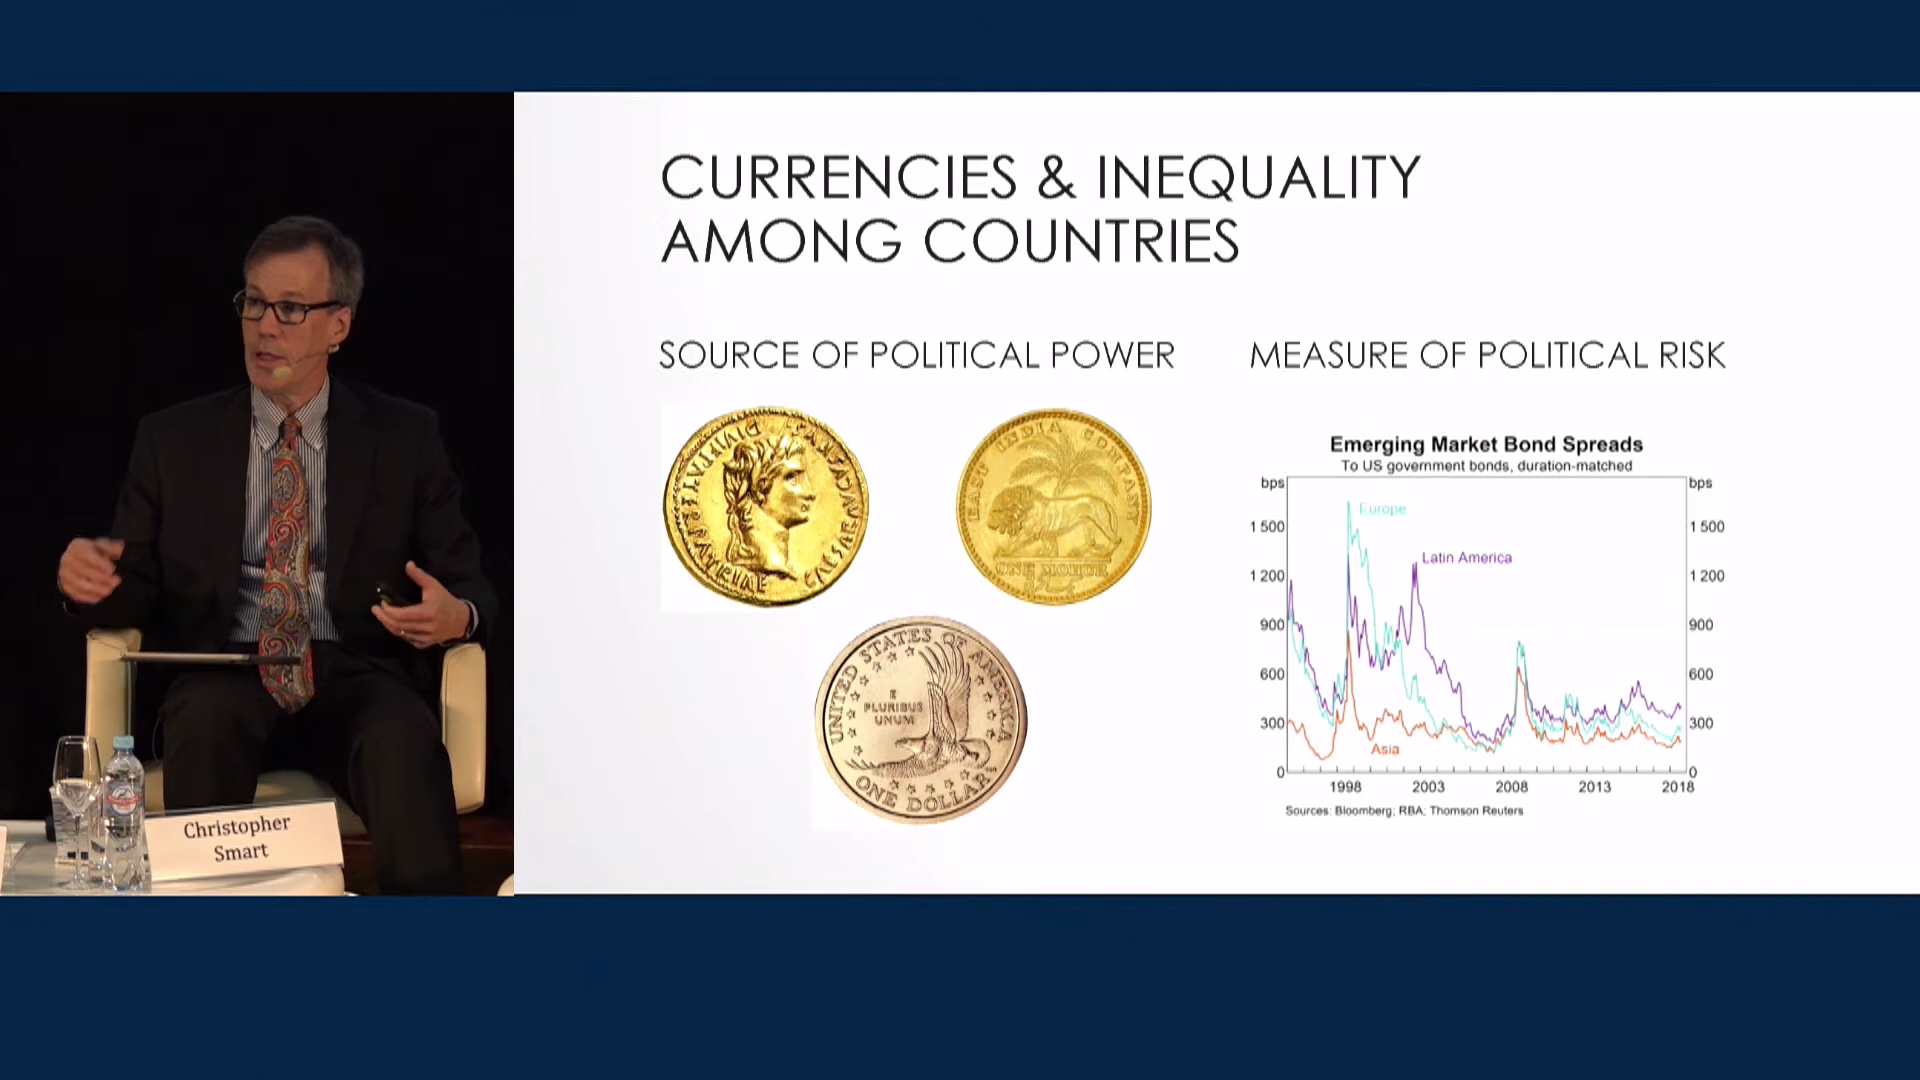 CURRENCIES & INEQUALITY
AMONG COUNTRIES
SOURCE OF POLITICAL POWER
MEASURE OF POLITICAL RISK
EAST INDIA COMPANY
ONE MOHUR
UNITED STATES OF AMERICA
E
PLURIBUS
UNUM
ONE DOLLAR
Emerging Market Bond Spreads
To US government bonds, duration-matched
bps
bps
Europe
1 500
1 500
Latin America
1 200
1 200
900
900
600
600
300
300
Asia
0
0
1998
2003
2008
2013
2018
Sources: Bloomberg; RBA; Thomson Reuters
Christopher
Smart